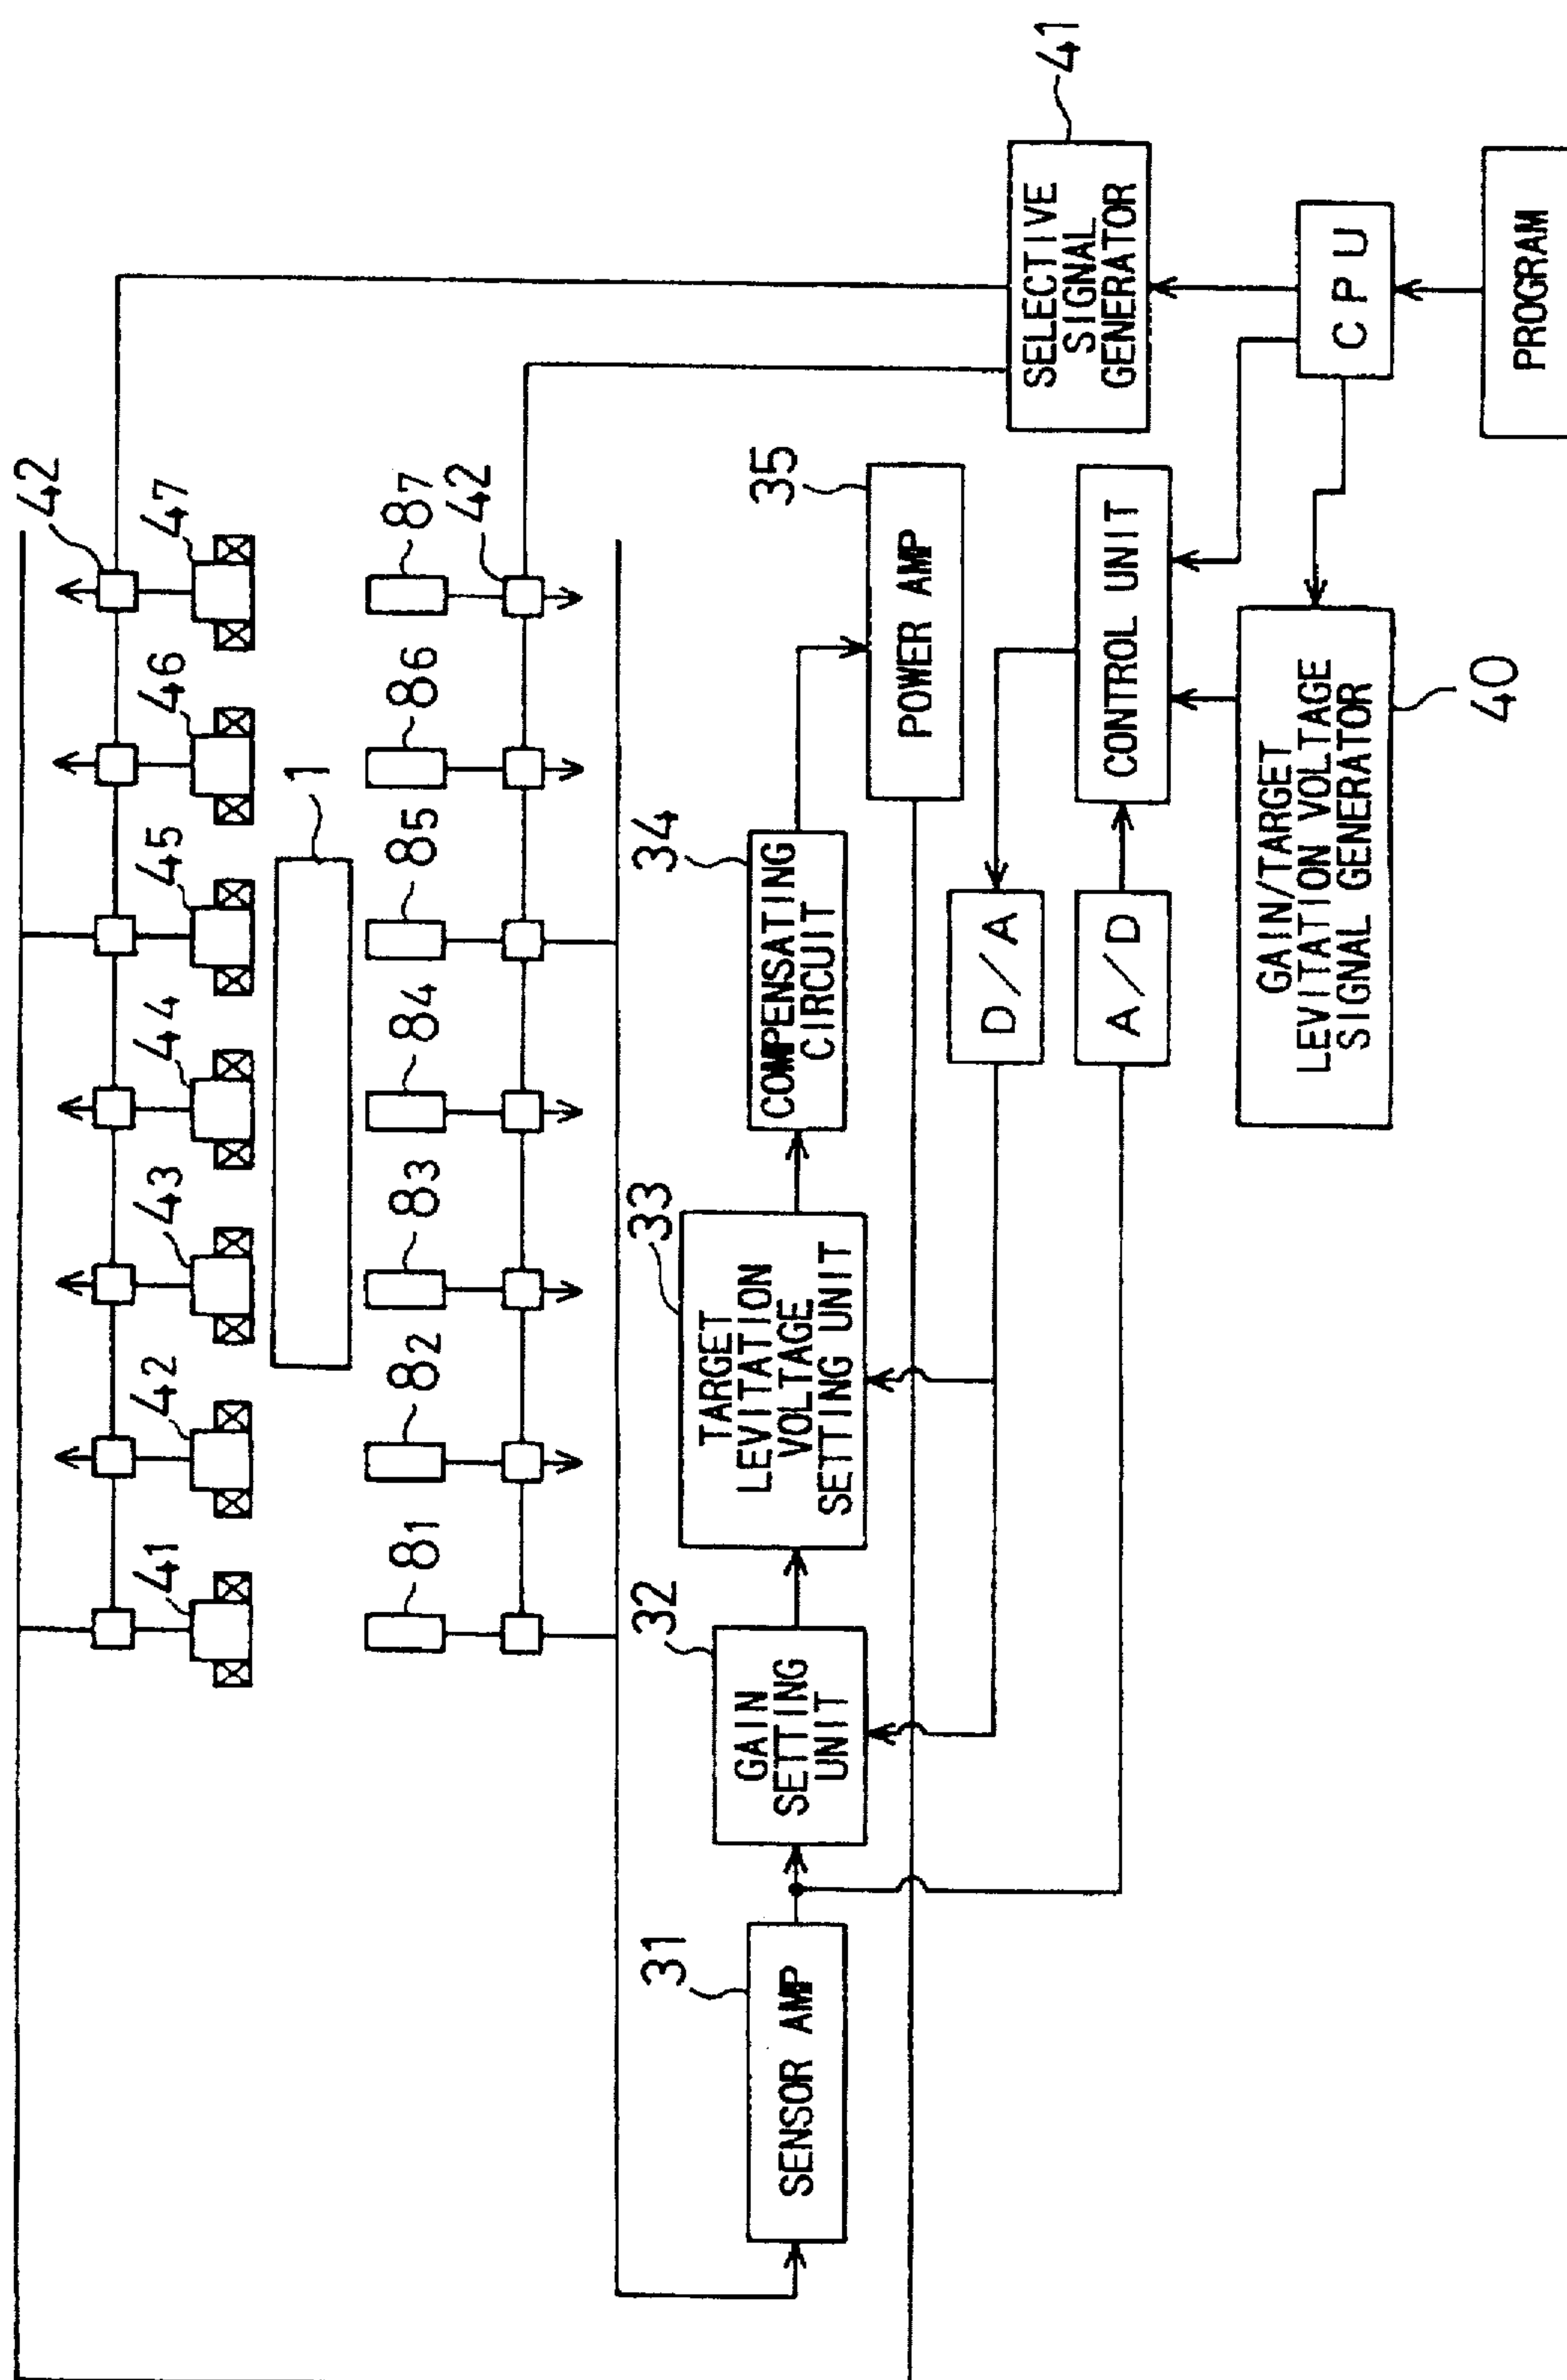 42
41
42
43
44
45
46
47
1
81
82
83
84
85
86
87
42
31
SENSOR AMP
32
GAIN
SETTING
UNIT
33
TARGET
LEVITATION
VOLTAGE
SETTING UNIT
34
COMPENSATING
CIRCUIT
35
POWER AMP
D/A
A/D
CONTROL UNIT
GAIN/TARGET
LEVITATION VOLTAGE
SIGNAL GENERATOR
40
SELECTIVE
SIGNAL
GENERATOR
41
CPU
PROGRAM